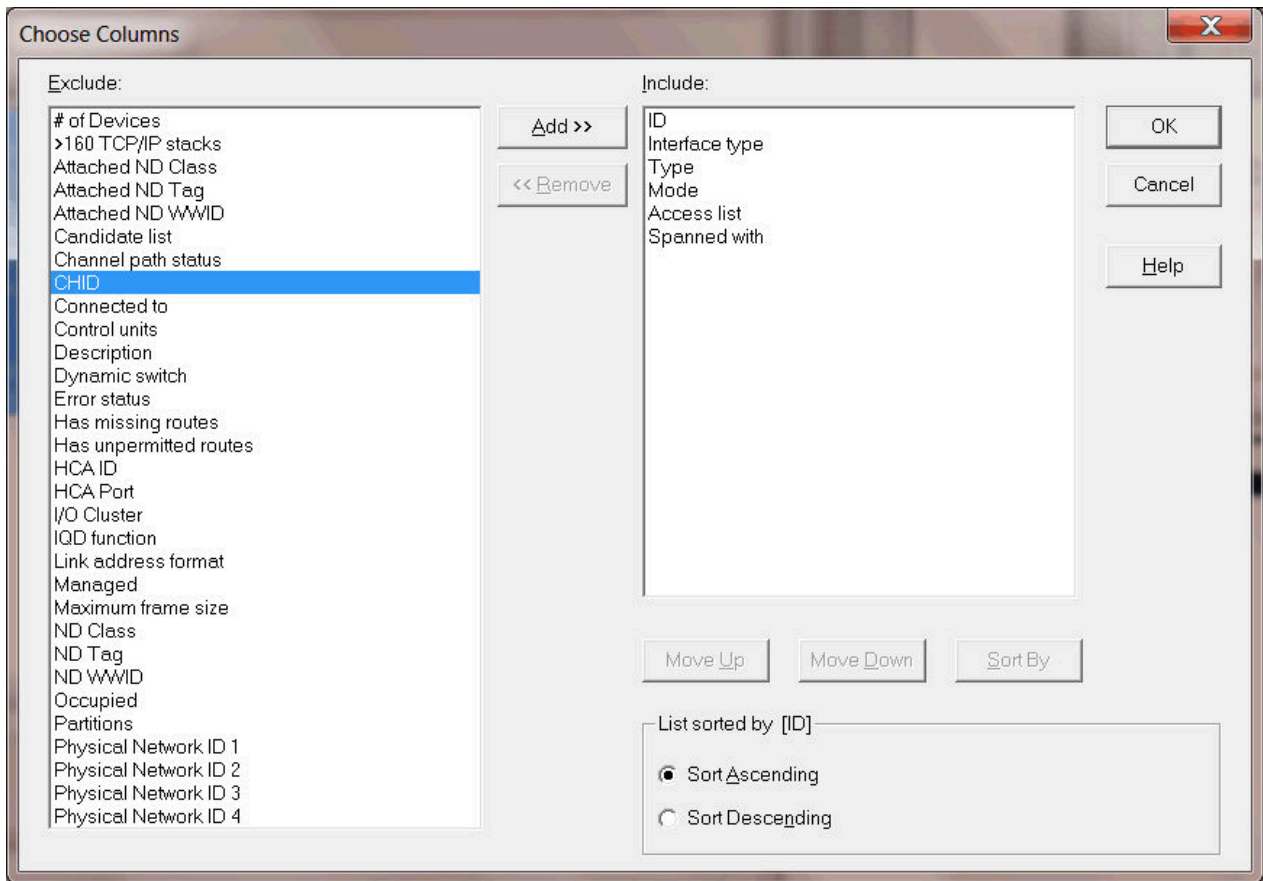 Choose Columns
Exclude:
# of Devices
>160 TCP/IP stacks
Attached ND Class
Attached ND Tag
Attached ND WWID
Candidate list
Channel path status
CHID
Connected to
Control units
Description
Dynamic switch
Error status
Has missing routes
Has unpermitted routes
HCA ID
HCA Port
I/O Cluster
IQD function
Link address format
Managed
Maximum frame size
ND Class
ND Tag
ND WWID
Occupied
Partitions
Physical Network ID 1
Physical Network ID 2
Physical Network ID 3
Physical Network ID 4
Add >>
<< Remove
Include:
ID
Interface type
Type
Mode
Access list
Spanned with
OK
Cancel
Help
Move Up
Move Down
Sort By
List sorted by [ID]
Sort Ascending
Sort Descending